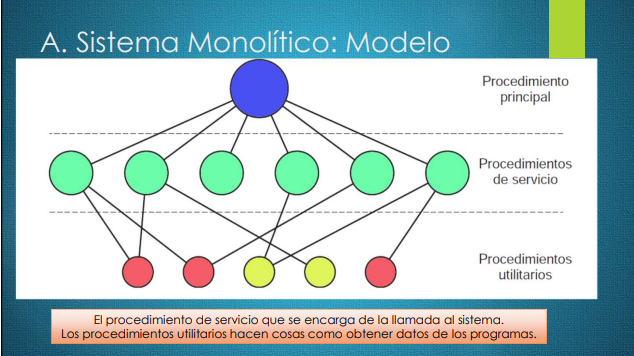 A. Sistema Monolítico: Modelo
Procedimiento
principal
Procedimientos
de servicio
Procedimientos
utilitarios
El procedimiento de servicio que se encarga de la llamada al sistema.
Los procedimientos utilitarios hacen cosas como obtener datos de los programas.